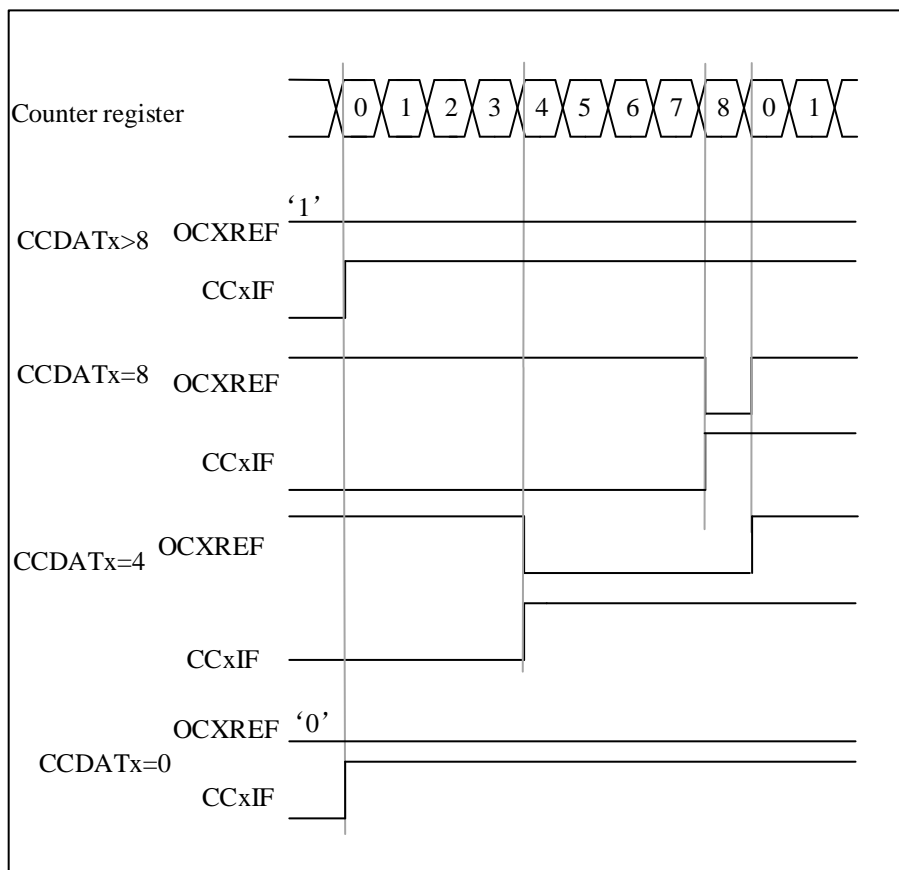 Counter register
0 1 2 3 4 5 6 7 8 0 1
‘1’
CCDATx>8 OCXREF
CCxIF
CCDATx=8 OCXREF
CCxIF
CCDATx=4 OCXREF
CCxIF
OCXREF ‘0’
CCDATx=0
CCxIF